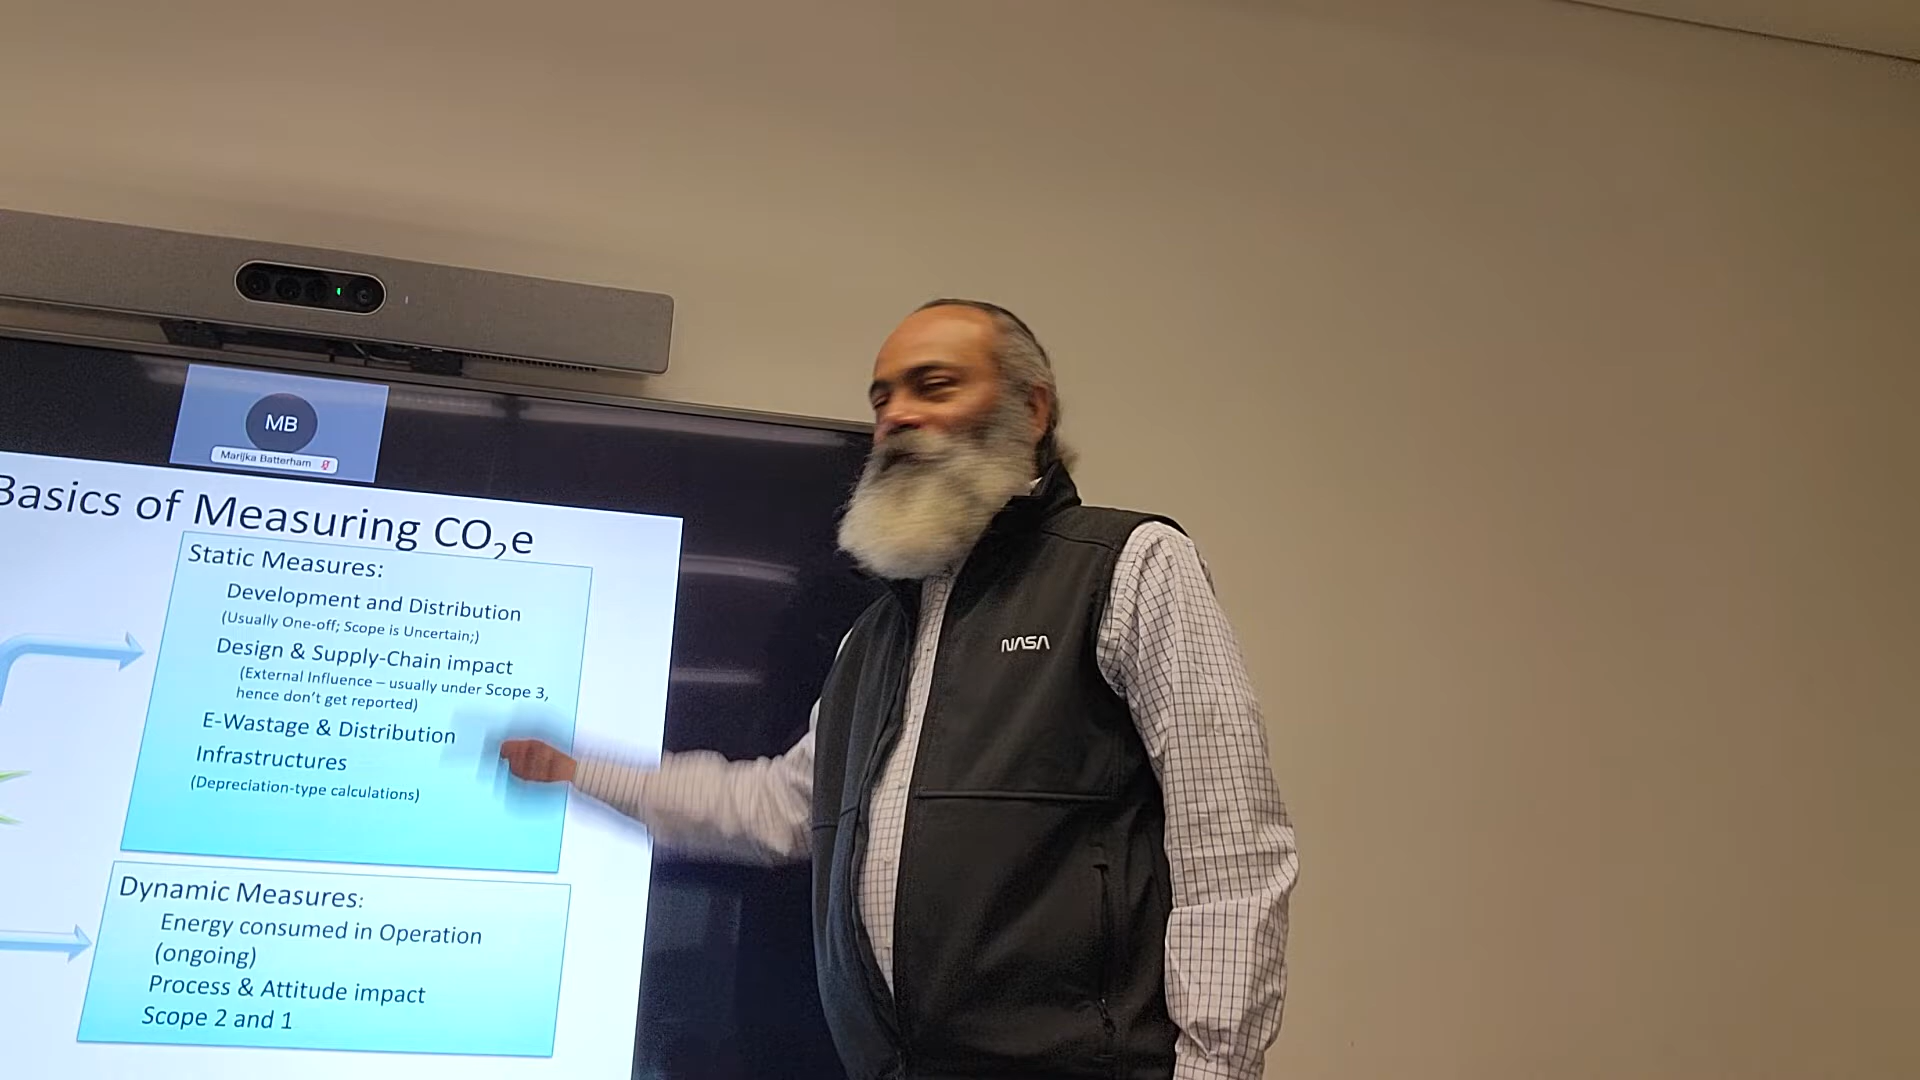 MB
Marijka Batterham
Basics of Measuring CO₂e
Static Measures:
Development and Distribution
(Usually One-off; Scope is Uncertain;)
Design & Supply-Chain impact
(External Influence – usually under Scope 3,
hence don't get reported)
E-Wastage & Distribution
Infrastructures
(Depreciation-type calculations)
Dynamic Measures:
Energy consumed in Operation
(ongoing)
Process & Attitude impact
Scope 2 and 1
NASA